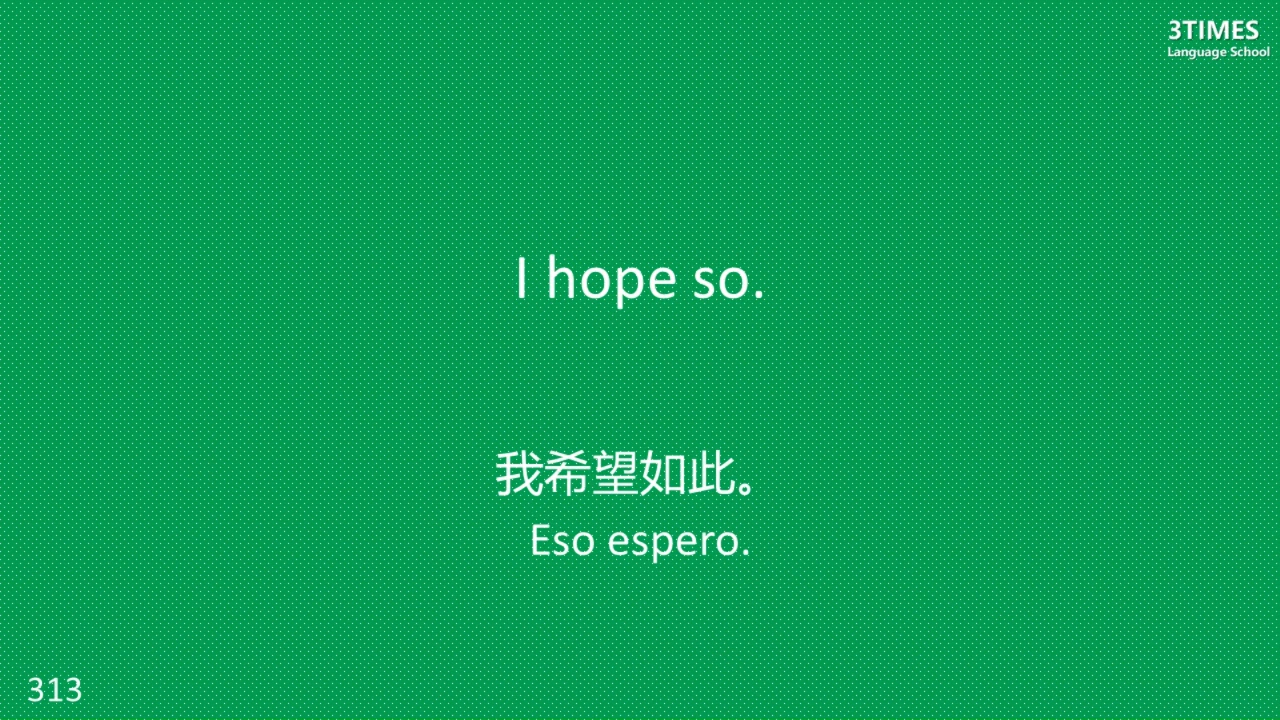 3TIMES
Language School
I hope so.
我希望如此。
Eso espero.
313